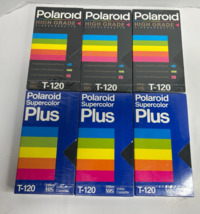 Polaroid Polaroid Polaroid
HIGH GRADE HIGH GRADE HIGH GRADE
T-120 T-120 T-120
Polaroid Polaroid Polaroid
Supercolor Supercolor Supercolor
Plus Plus Plus
T-120 T-120 T-120